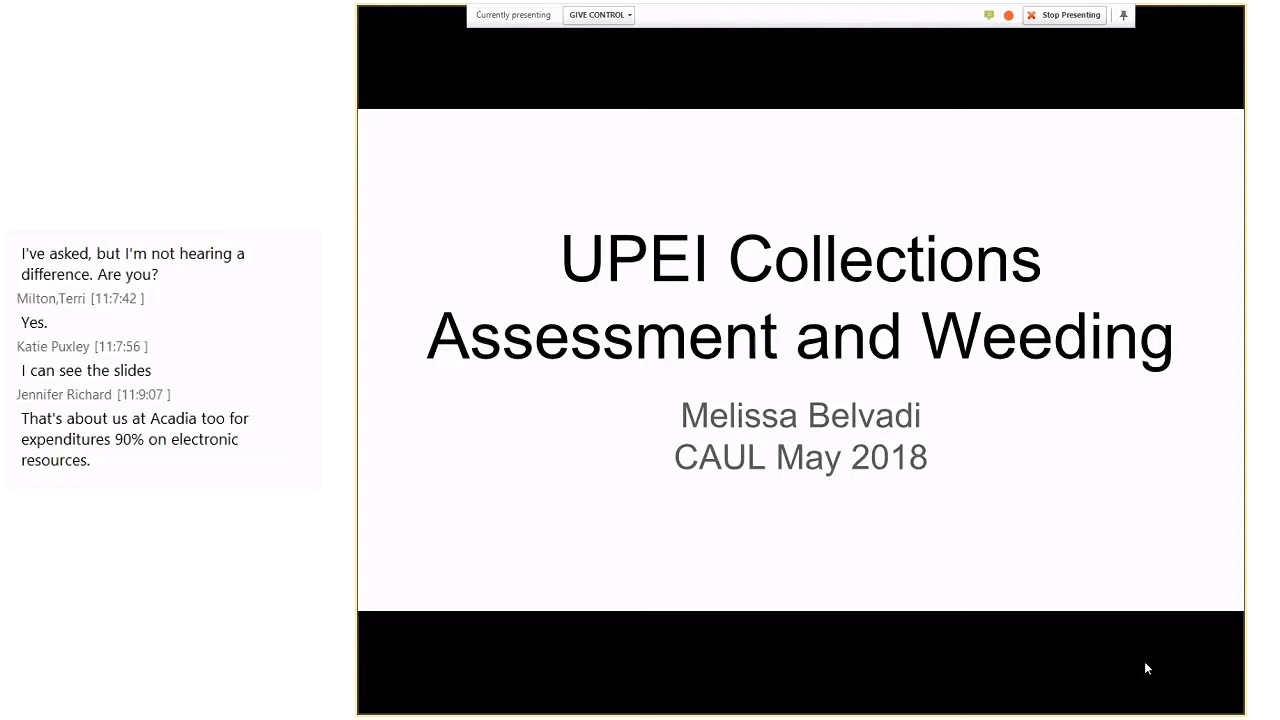 Currently presenting
GIVE CONTROL
Stop Presenting
I've asked, but I'm not hearing a
difference. Are you?
Milton,Terri [11:7:42 ]
Yes.
Katie Puxley [11:7:56 ]
I can see the slides
Jennifer Richard [11:9:07 ]
That's about us at Acadia too for
expenditures 90% on electronic
resources.
UPEI Collections
Assessment and Weeding
Melissa Belvadi
CAUL May 2018